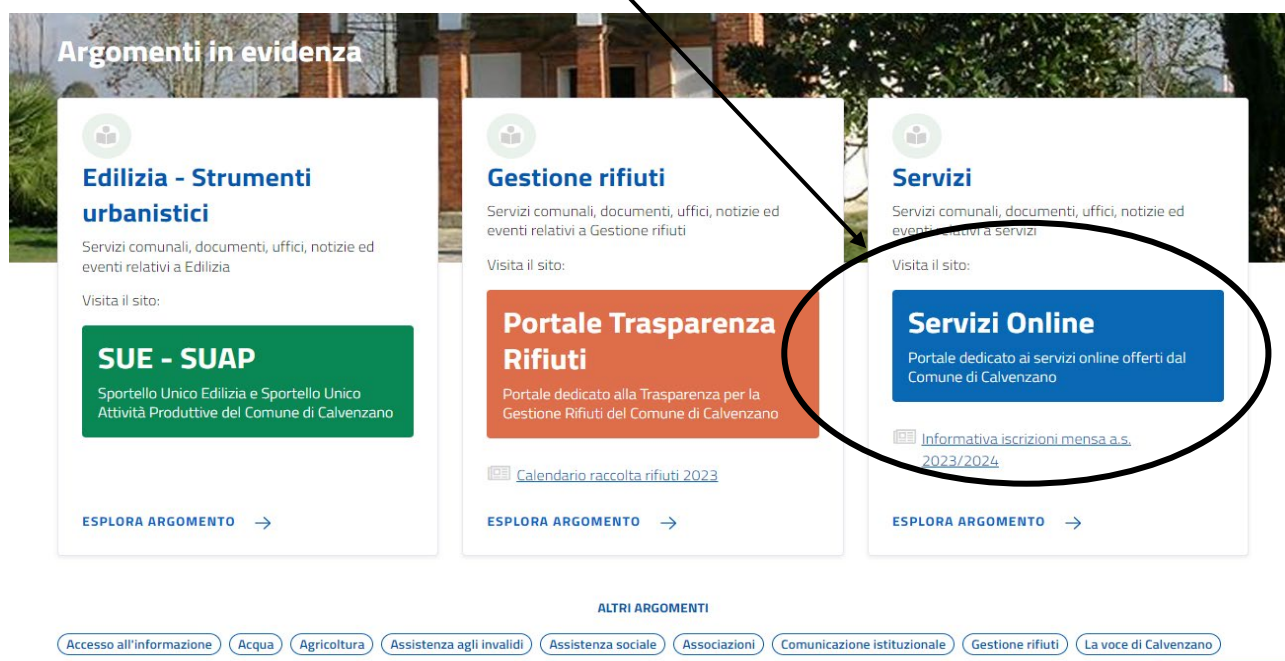 Argomenti in evidenza
Edilizia - Strumenti
urbanistici
Servizi comunali, documenti, uffici, notizie ed
eventi relativi a Edilizia
Visita il sito:
SUE - SUAP
Sportello Unico Edilizia e Sportello Unico
Attività Produttive del Comune di Calvenzano
ESPLORA ARGOMENTO
Gestione rifiuti
Servizi comunali, documenti, uffici, notizie ed
eventi relativi a Gestione rifiuti
Visita il sito:
Portale Trasparenza
Rifiuti
Portale dedicato alla Trasparenza per la
Gestione Rifiuti del Comune di Calvenzano
Calendario raccolta rifiuti 2023
ESPLORA ARGOMENTO
Servizi
Servizi comunali, documenti, uffici, notizie ed
eventi relativi a servizi
Visita il sito:
Servizi Online
Portale dedicato ai servizi online offerti dal
Comune di Calvenzano
Informativa iscrizioni mensa a.s.
2023/2024
ESPLORA ARGOMENTO
ALTRI ARGOMENTI
Accesso all'informazione Acqua Agricoltura Assistenza agli invalidi Assistenza sociale Associazioni Comunicazione istituzionale Gestione rifiuti La voce di Calvenzano